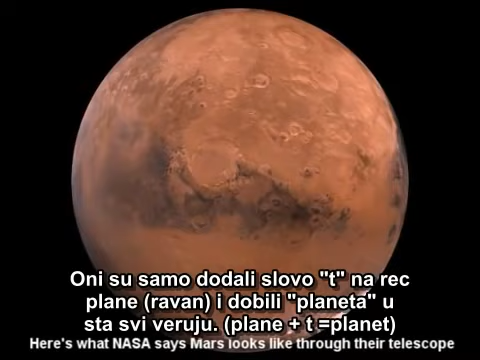 Oni su samo dodali slovo "t" na rec
plane (ravan) i dobili "planeta" u
sta svi veruju. (plane + t =planet)
Here's what NASA says Mars looks like through their telescope